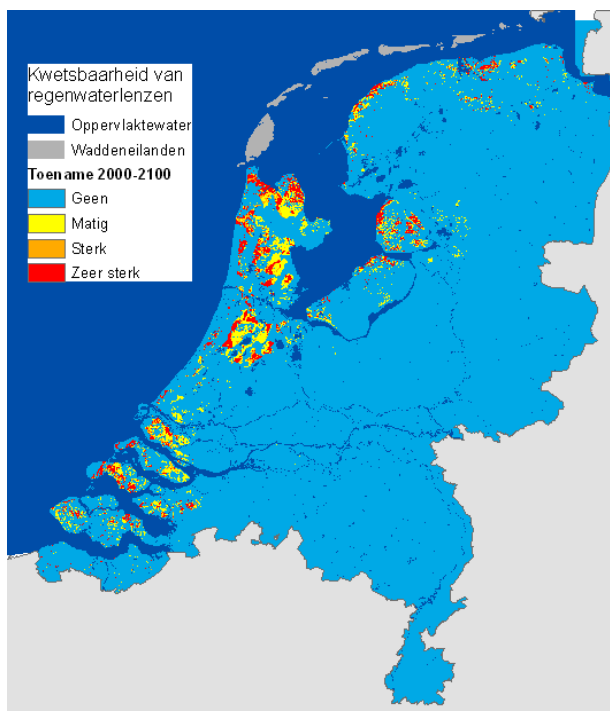 Kwetsbaarheid van
regenwaterlenzen
Oppervlaktewater
Waddeneilanden
Toename 2000-2100
Geen
Matig
Sterk
Zeer sterk